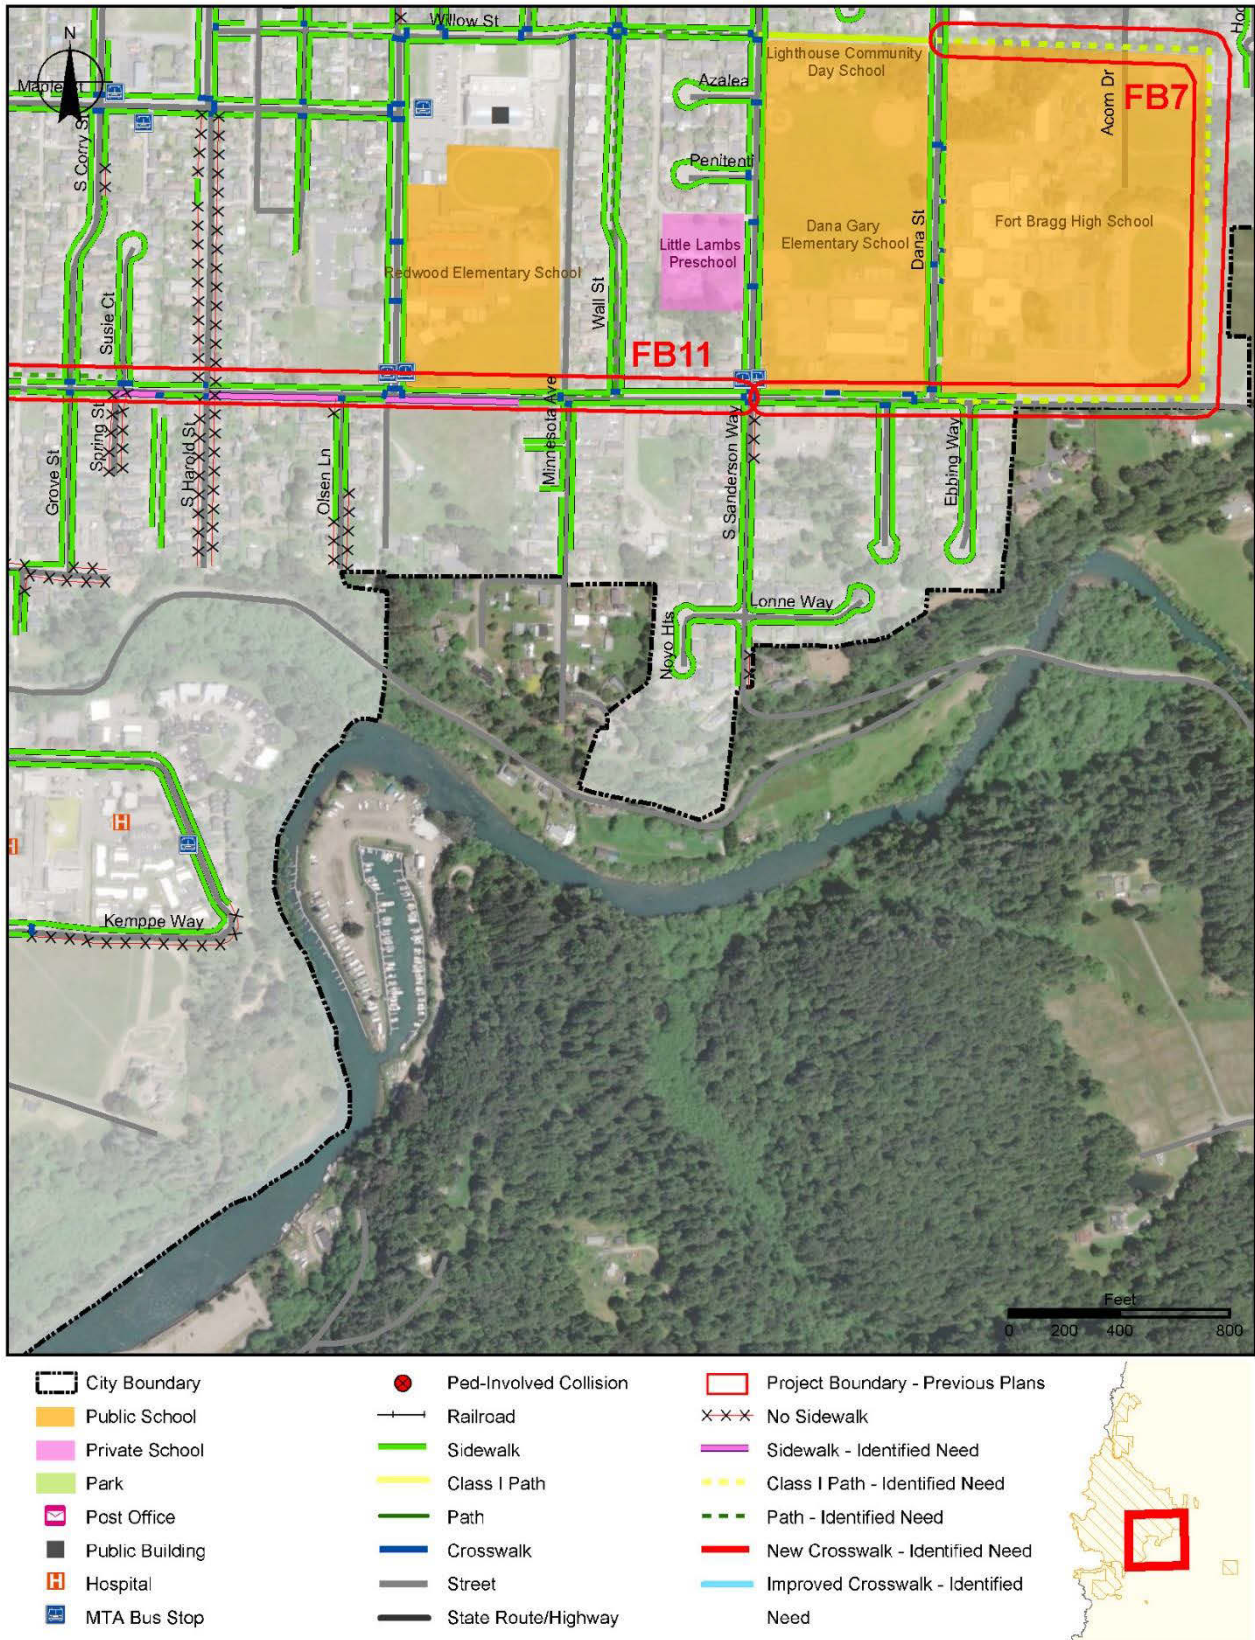 Willow St
N
Maple St
S Corry St
Azalea
Lighthouse Community
Day School
Acorn Dr
FB7
Penitenti
Little Lambs
Preschool
Dana Gary
Elementary School
Dana St
Fort Bragg High School
Redwood Elementary School
Wall St
Susie Ct
FB11
Spring St
Grove St
S Harold St
Olsen Ln
Minnesota Ave
S Sanderson Way
Ebbing Way
Noyo Hts
Lonne Way
H
H
Kemppe Way
Feet
0 200 400 800
City Boundary
Public School
Private School
Park
Post Office
Public Building
H Hospital
MTA Bus Stop
Ped-Involved Collision
Railroad
Sidewalk
Class I Path
Path
Crosswalk
Street
State Route/Highway
Project Boundary - Previous Plans
No Sidewalk
Sidewalk - Identified Need
Class I Path - Identified Need
Path - Identified Need
New Crosswalk - Identified Need
Improved Crosswalk - Identified
Need